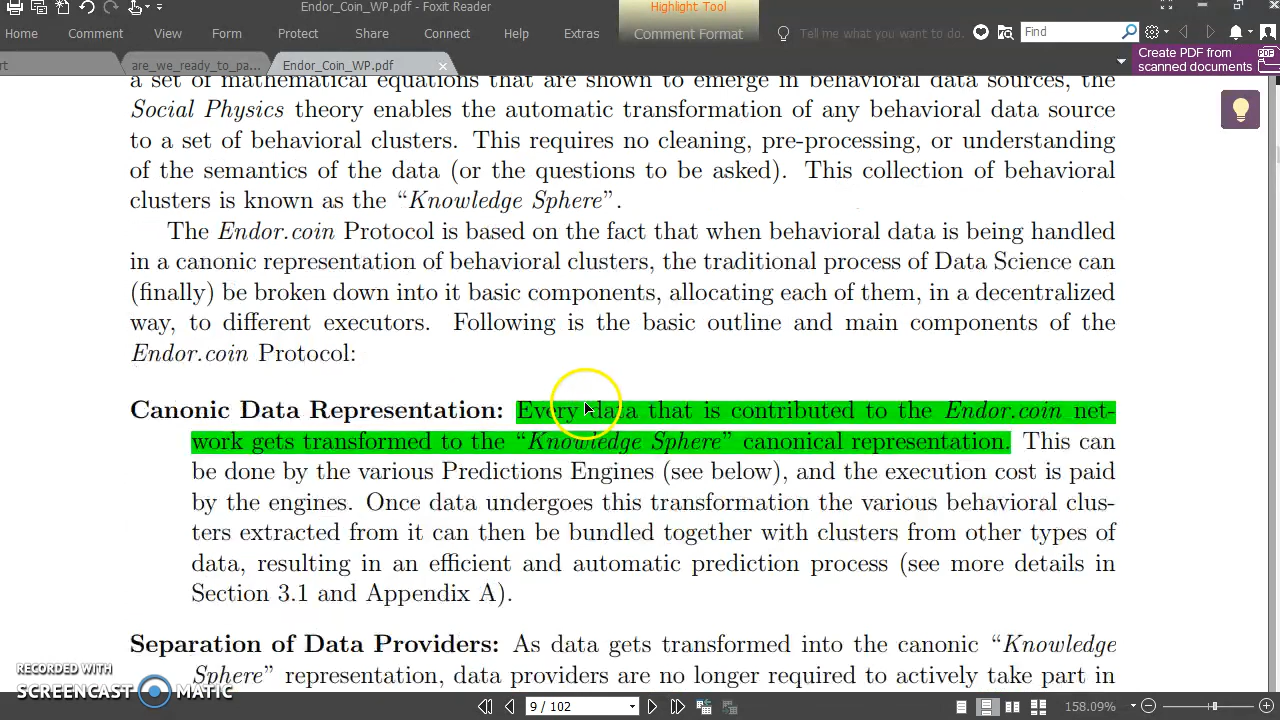 Endor_Coin_WP.pdf - Foxit Reader
Highlight Tool
Home Comment View Form Protect Share Connect Help Extras Comment Format Tell me what you want to do. Find
rt are_we_ready_to_pa... Endor_Coin_WP.pdf Create PDF from
scanned documents
PDF
a set of mathematical equations that are shown to emerge in behavioral data sources, the
Social Physics theory enables the automatic transformation of any behavioral data source
to a set of behavioral clusters. This requires no cleaning, pre-processing, or understanding
of the semantics of the data (or the questions to be asked). This collection of behavioral
clusters is known as the “Knowledge Sphere”.
The Endor.coin Protocol is based on the fact that when behavioral data is being handled
in a canonic representation of behavioral clusters, the traditional process of Data Science can
(finally) be broken down into it basic components, allocating each of them, in a decentralized
way, to different executors. Following is the basic outline and main components of the
Endor.coin Protocol:
Canonic Data Representation: Every data that is contributed to the Endor.coin net-
work gets transformed to the “Knowledge Sphere” canonical representation. This can
be done by the various Predictions Engines (see below), and the execution cost is paid
by the engines. Once data undergoes this transformation the various behavioral clus-
ters extracted from it can then be bundled together with clusters from other types of
data, resulting in an efficient and automatic prediction process (see more details in
Section 3.1 and Appendix A).
Separation of Data Providers: As data gets transformed into the canonic “Knowledge
Sphere” representation, data providers are no longer required to actively take part in
RECORDED WITH
SCREENCAST MATIC
9 / 102 158.09%